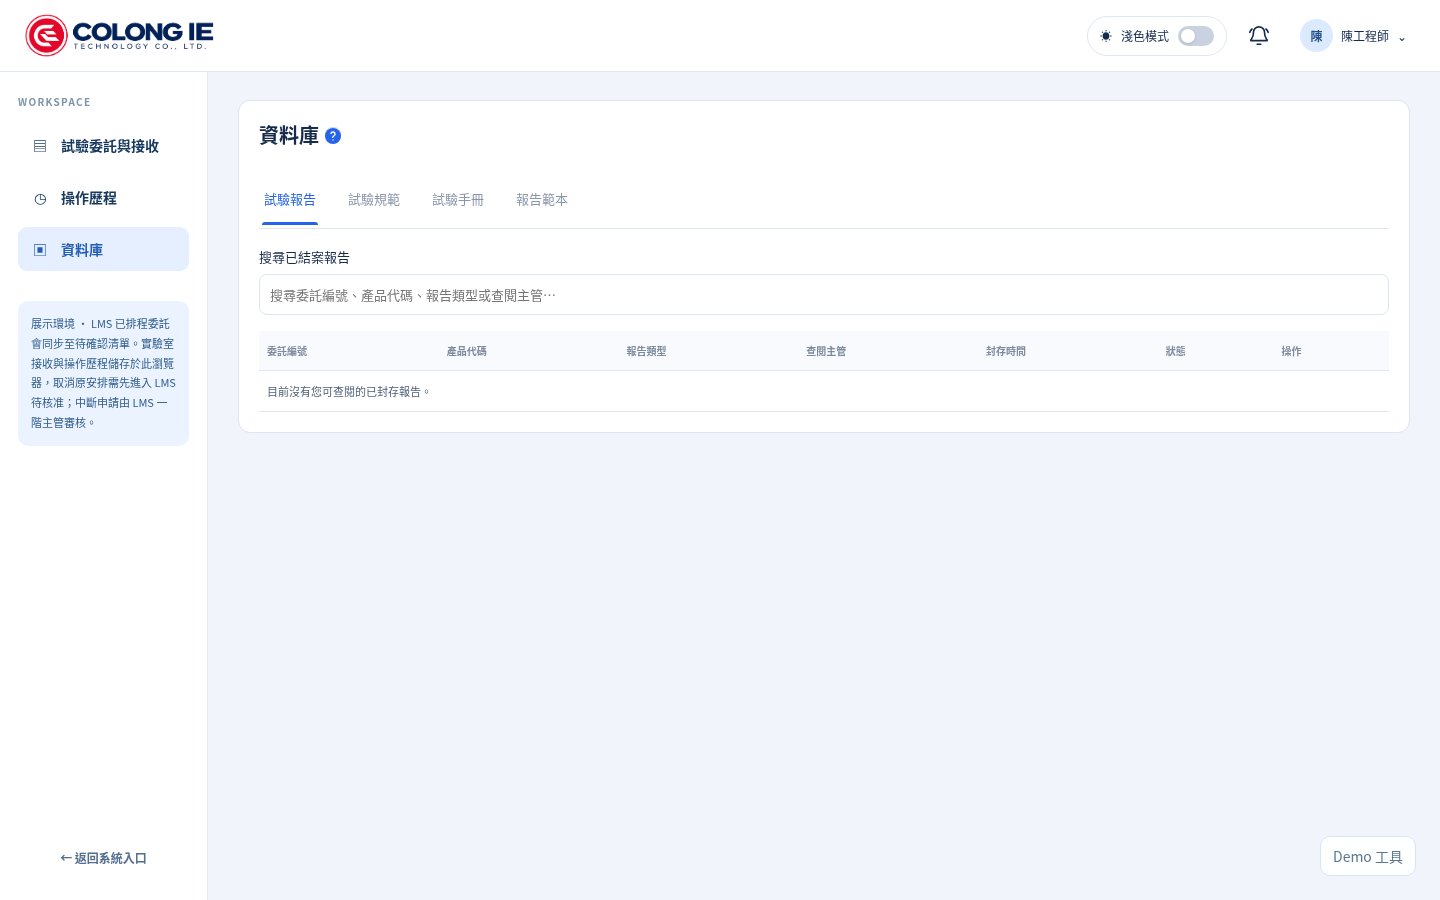 COLONG IE
TECHNOLOGY CO., LTD.
淺色模式
陳
陳工程師
WORKSPACE
試驗委託與接收
操作歷程
資料庫
展示環境 · LMS 已排程委託
會同步至待確認清單。實驗室
接收與操作歷程儲存於此瀏覽
器，取消原安排需先進入 LMS
待核准；中斷申請由 LMS 一
階主管審核。
← 返回系統入口
資料庫 ?
試驗報告 試驗規範 試驗手冊 報告範本
搜尋已結案報告
搜尋委託編號、產品代碼、報告類型或查閱主管…
委託編號 產品代碼 報告類型 查閱主管 封存時間 狀態 操作
目前沒有您可查閱的已封存報告。
Demo 工具